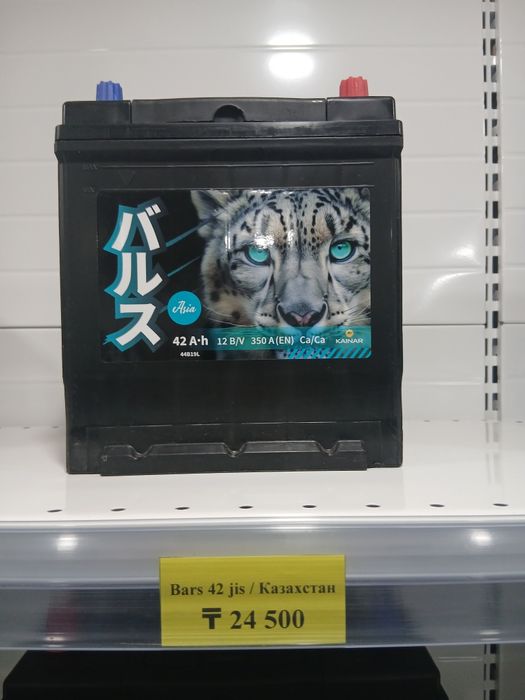 バルス
Asia
42 A·h 12 B/V 350 A(EN) Ca/Ca KAINAR
44B19L
Bars 42 jis / Казахстан
₸ 24 500